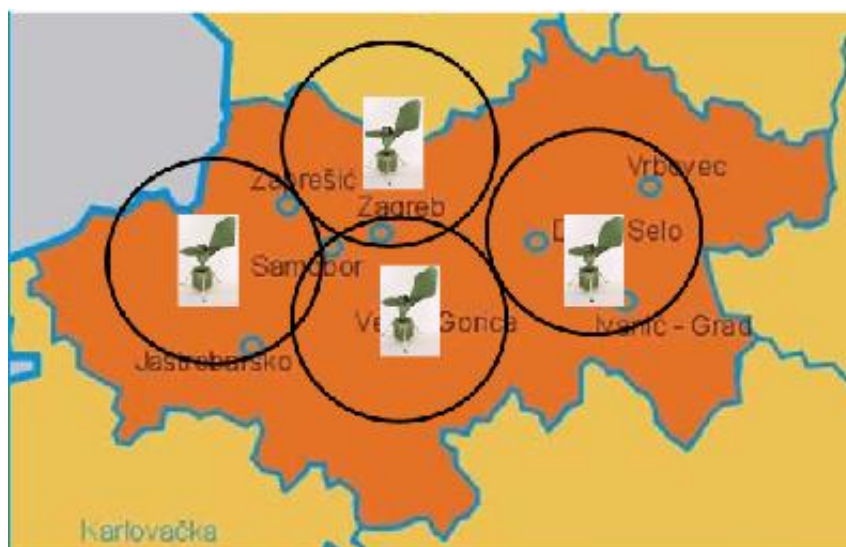 Vrbovec
Zaprešić
Zagreb
Selo
Samobor
Gorica
Ivanić - Grad
Jastrebarsko
Karlovačka